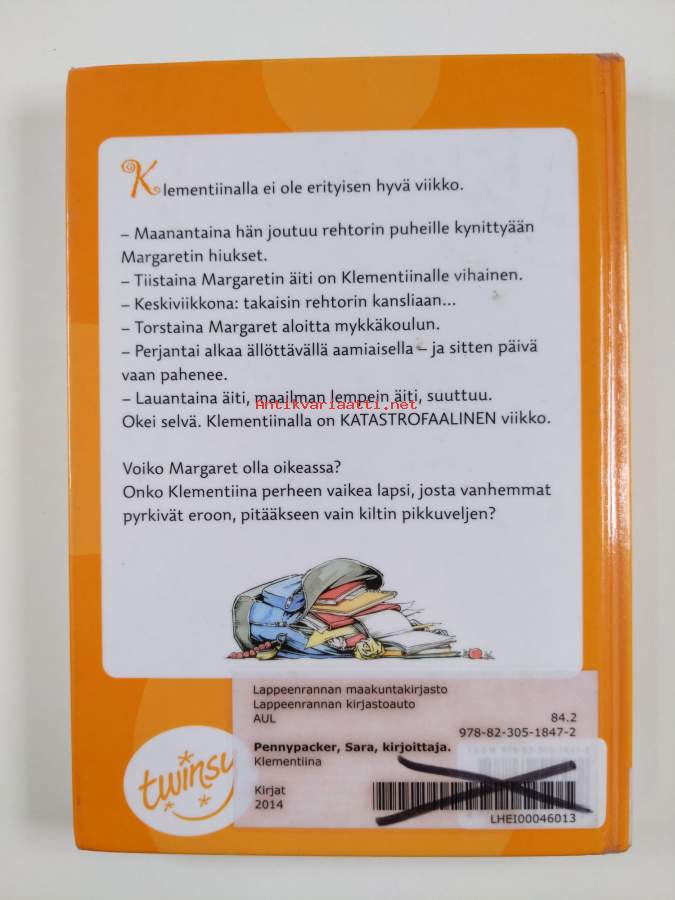 Klementiinalla ei ole erityisen hyvä viikko.
– Maanantaina hän joutuu rehtorin puheille kynittyään
Margaretin hiukset.
– Tiistaina Margaretin äiti on Klementiinalle vihainen.
– Keskiviikkona: takaisin rehtorin kansliaan...
– Torstaina Margaret aloitta mykkäkoulun.
– Perjantai alkaa ällöttävällä aamiaisella – ja sitten päivä
vaan pahenee.
– Lauantaina äiti, maailman lempein äiti, suuttuu.
Antikvariaatti.net
Okei selvä. Klementiinalla on KATASTROFAALINEN viikko.
Voiko Margaret olla oikeassa?
Onko Klementiina perheen vaikea lapsi, josta vanhemmat
pyrkivät eroon, pitääkseen vain kiltin pikkuveljen?
Lappeenrannan maakuntakirjasto
Lappeenrannan kirjastoauto
AUL 84.2
978-82-305-1847-2
Pennypacker, Sara, kirjoittaja.
Klementiina
Kirjat
2014
LHEI00046013
twinsy